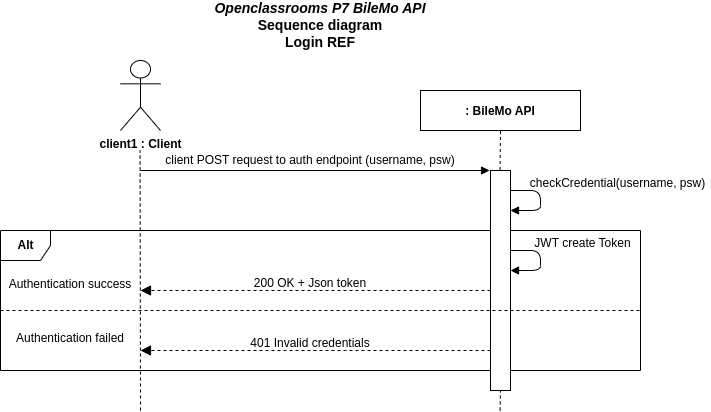 Openclassrooms P7 BileMo API
Sequence diagram
Login REF
: BileMo API
client1 : Client
client POST request to auth endpoint (username, psw)
checkCredential(username, psw)
Alt
JWT create Token
Authentication success
200 OK + Json token
Authentication failed
401 Invalid credentials